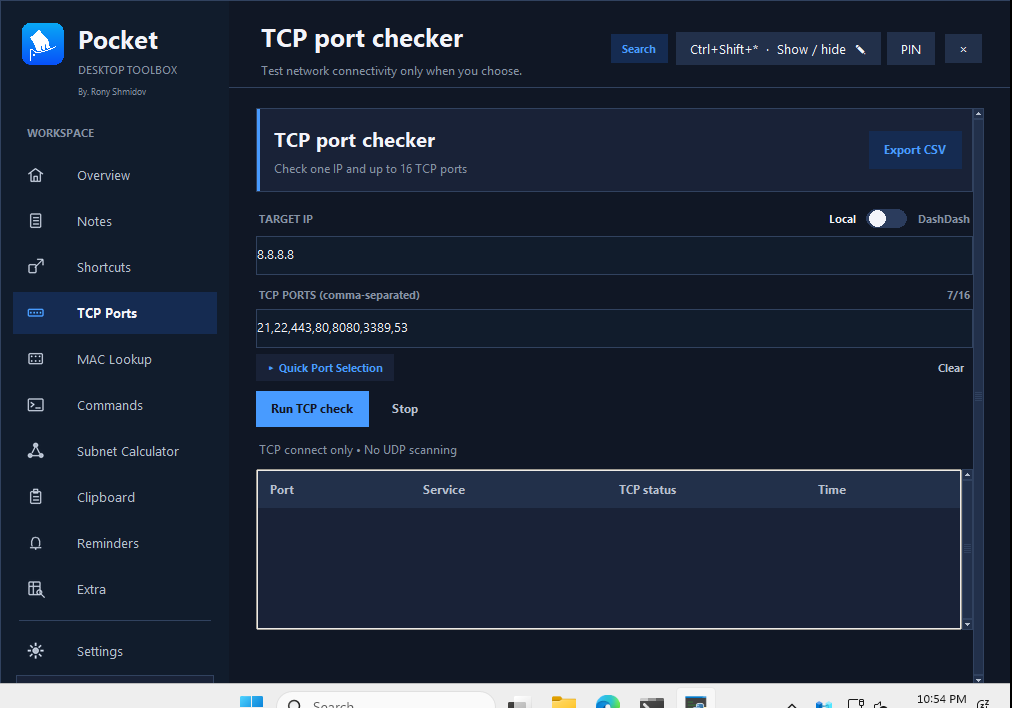 Pocket
DESKTOP TOOLBOX
By. Rony Shmidov
WORKSPACE
Overview
Notes
Shortcuts
TCP Ports
MAC Lookup
Commands
Subnet Calculator
Clipboard
Reminders
Extra
Settings
TCP port checker
Test network connectivity only when you choose.
Search
Ctrl+Shift+* · Show / hide
PIN
×
TCP port checker
Check one IP and up to 16 TCP ports
Export CSV
TARGET IP
Local
DashDash
8.8.8.8
TCP PORTS (comma-separated)
7/16
21,22,443,80,8080,3389,53
▸ Quick Port Selection
Clear
Run TCP check
Stop
TCP connect only • No UDP scanning
Port Service TCP status Time
Search
10:54 PM